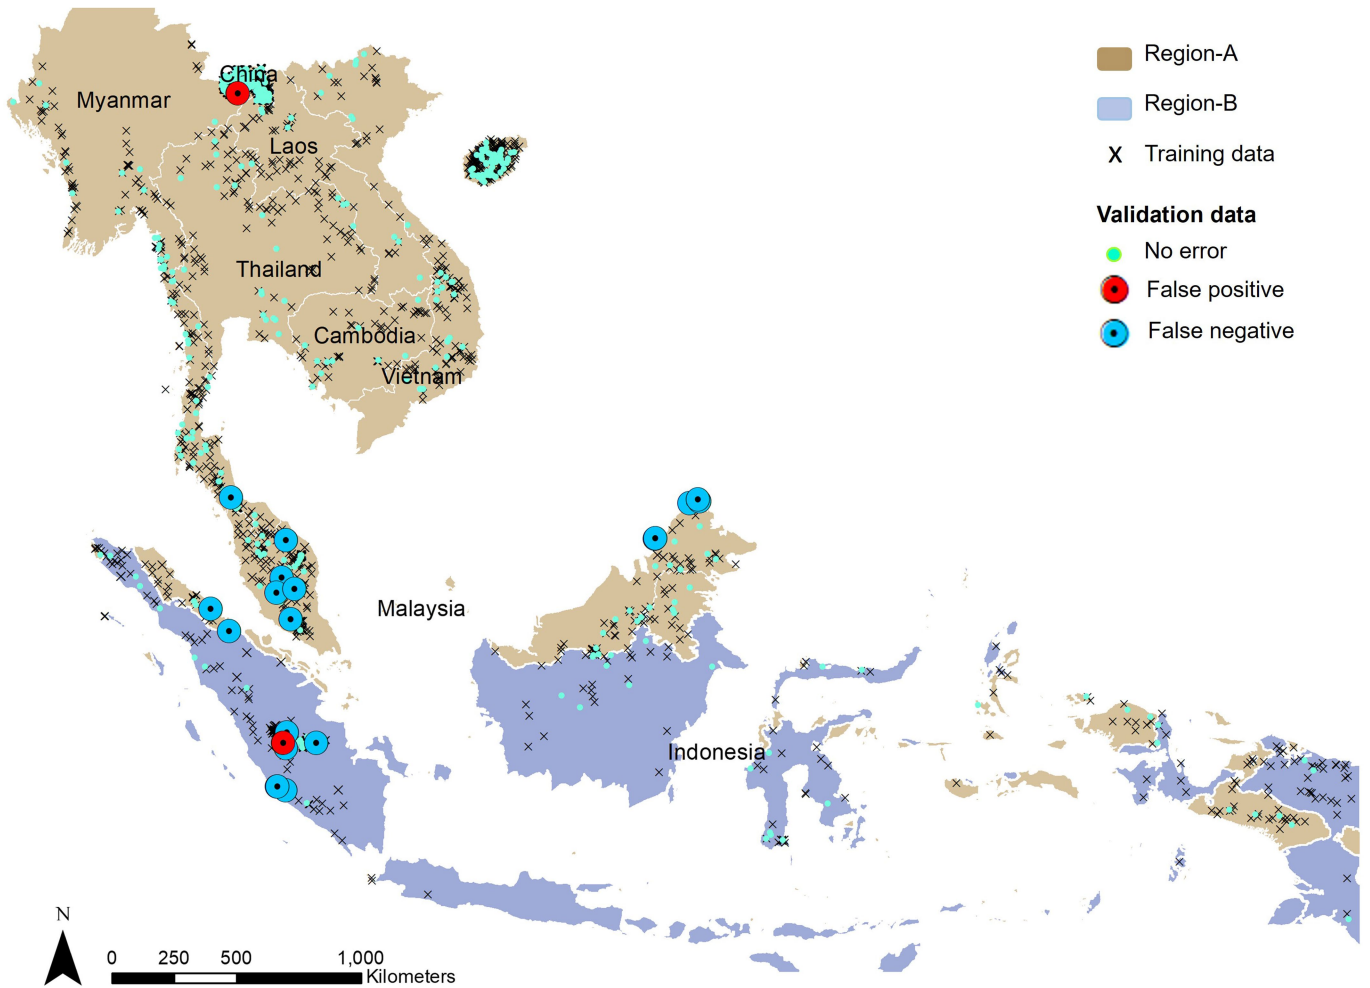 China
Myanmar
Laos
Thailand
Cambodia
Vietnam
Malaysia
Indonesia
Region-A
Region-B
X Training data
Validation data
No error
False positive
False negative
N
0 250 500 1,000
Kilometers